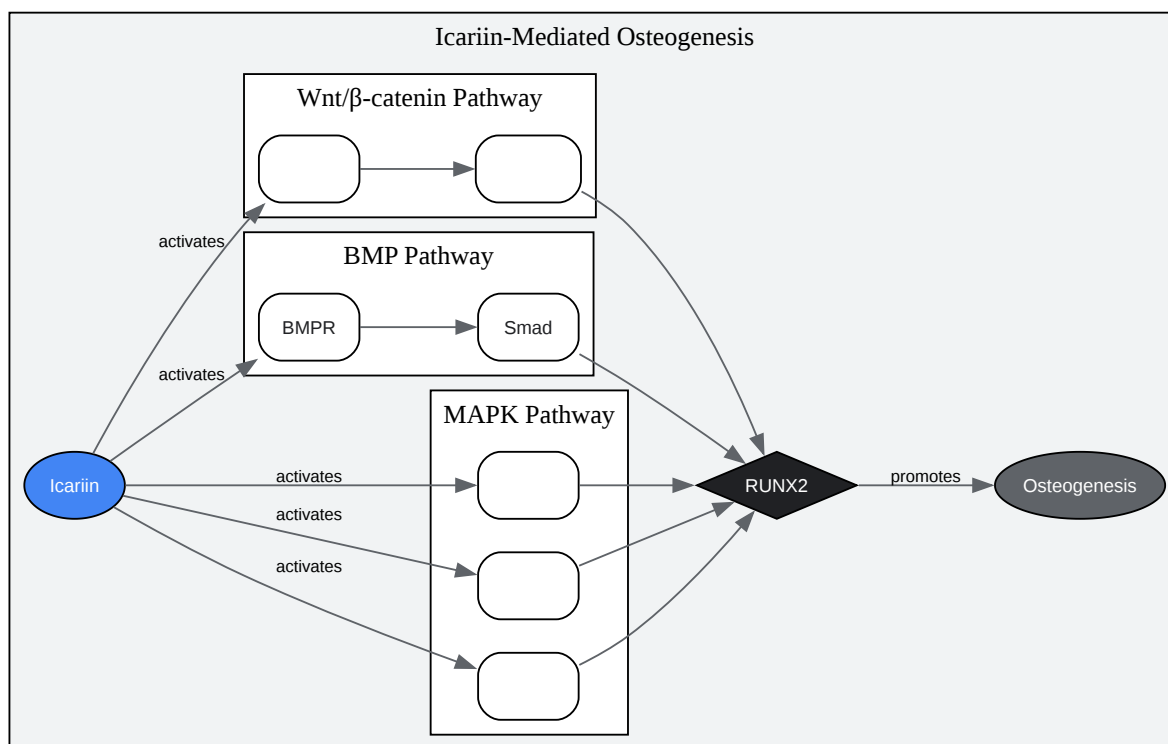 Icariin-Mediated Osteogenesis
Wnt/β-catenin Pathway
activates
BMP Pathway
BMPR
Smad
activates
MAPK Pathway
Icariin
activates
activates
activates
RUNX2
promotes
Osteogenesis